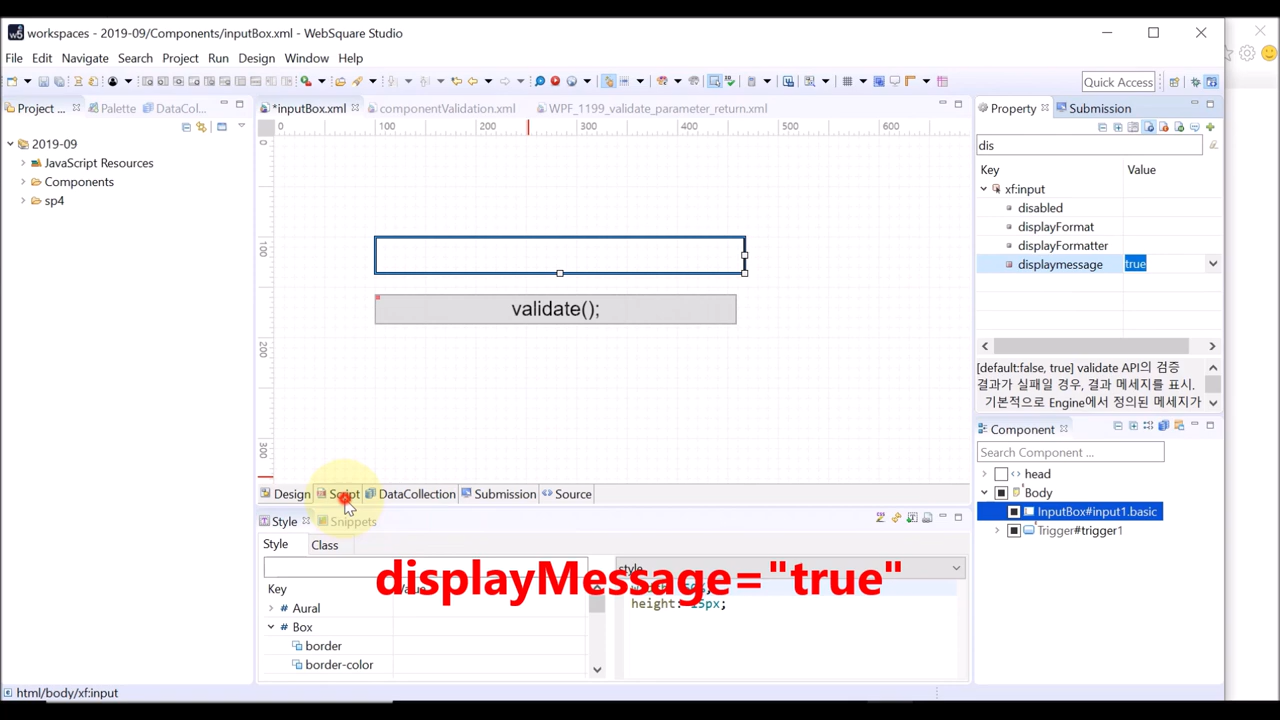 workspaces - 2019-09/Components/inputBox.xml - WebSquare Studio
File Edit Navigate Search Project Run Design Window Help
Quick Access
Project ... Palette DataCol...
*inputBox.xml componentValidation.xml WPF_1199_validate_parameter_return.xml
Property Submission
0 100 200 300 400 500 600
0
100
200
300
2019-09
JavaScript Resources
Components
sp4
validate();
dis
Key Value
xf:input
disabled
displayFormat
displayFormatter
displaymessage true
[default:false, true] validate API의 검증
결과가 실패일 경우, 결과 메세지를 표시.
기본적으로 Engine에서 정의된 메세지가
Component
Search Component ...
head
Body
InputBox#input1.basic
Trigger#trigger1
Design Script DataCollection Submission Source
Style Snippets
Style Class
style
displayMessage="true"
Key
Aural
Box
border
border-color
html/body/xf:input